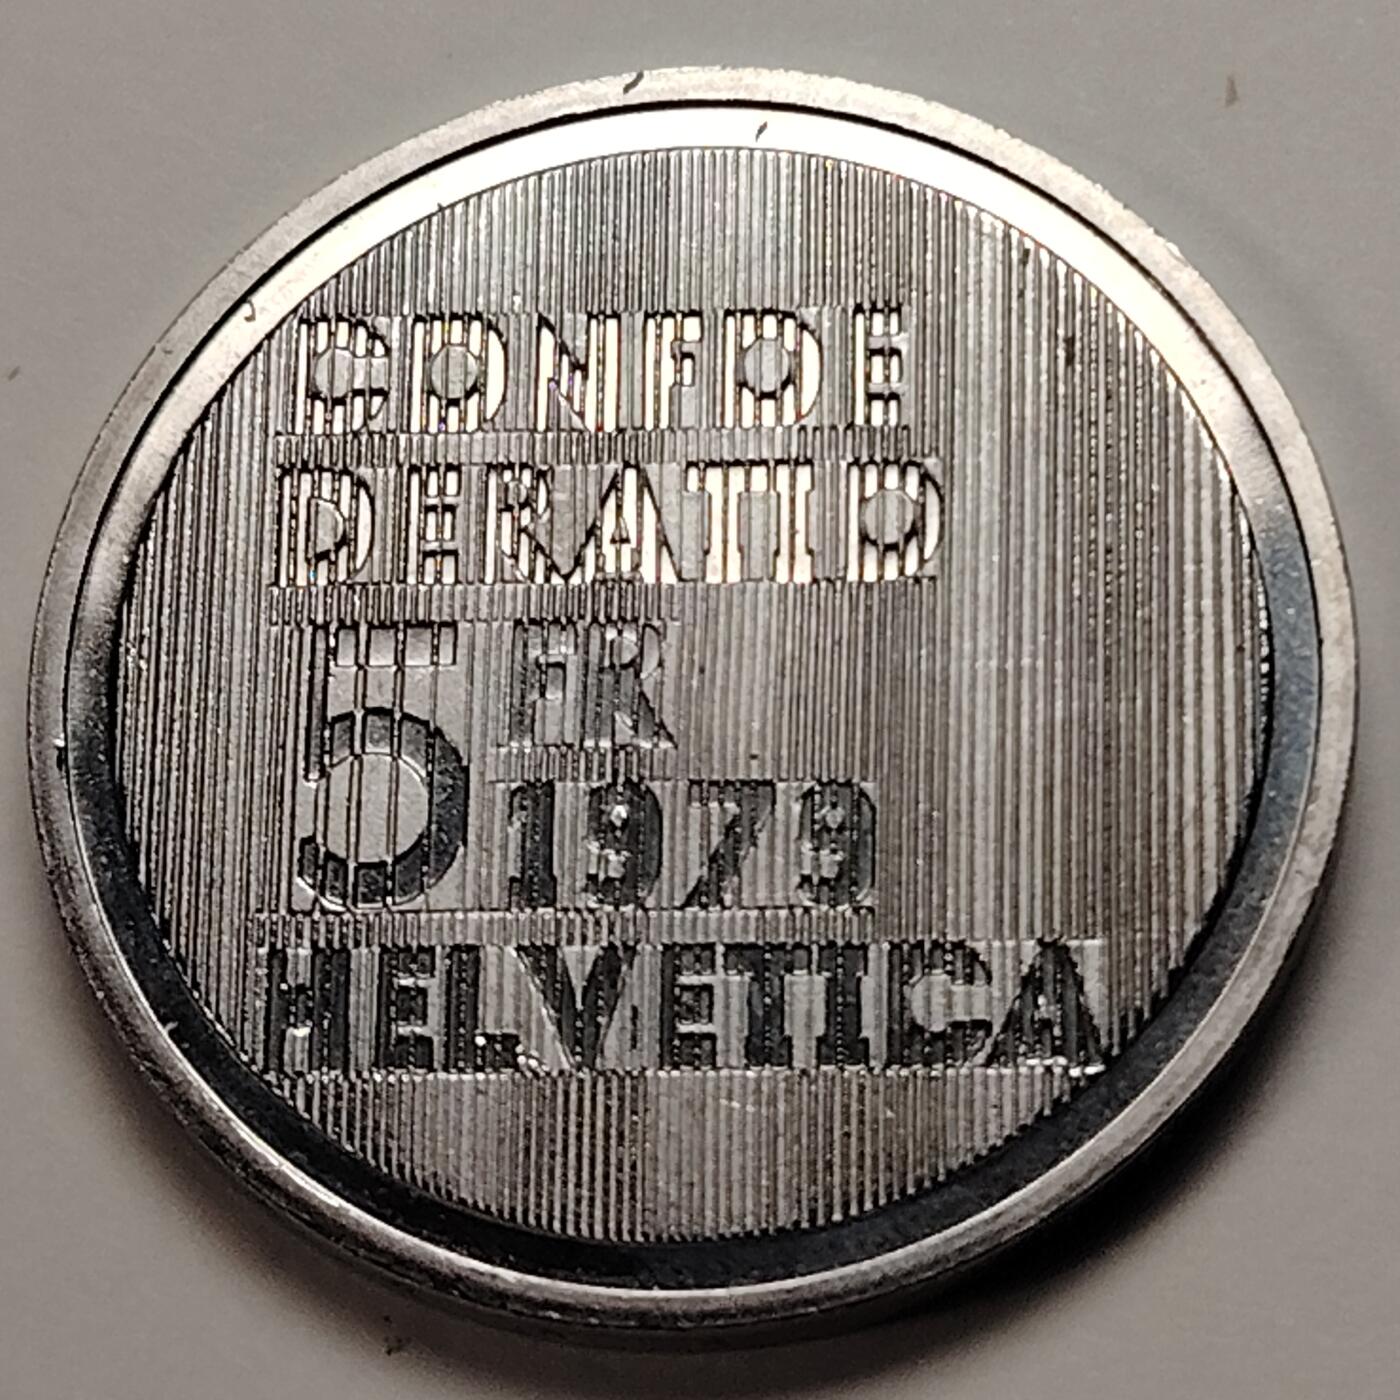 CONFOE
DERATIO
5 FR
1979
HELVETICA